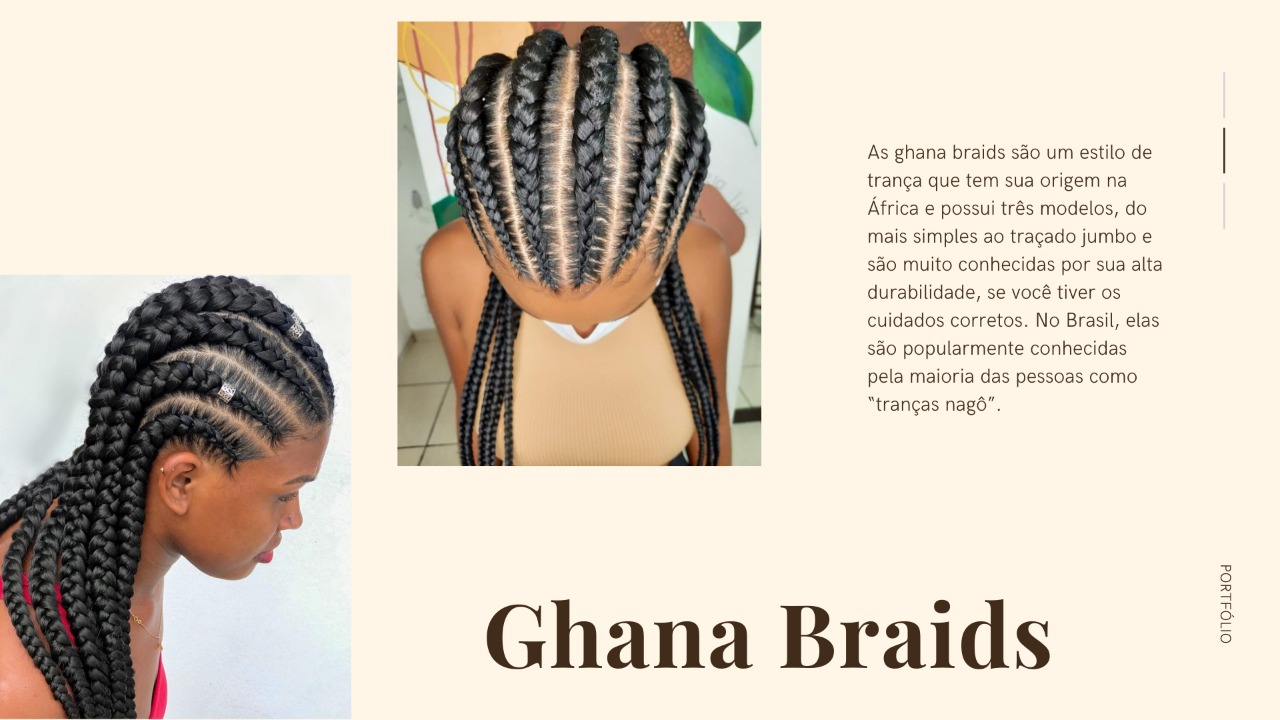 As ghana braids são um estilo de
trança que tem sua origem na
África e possui três modelos, do
mais simples ao traçado jumbo e
são muito conhecidas por sua alta
durabilidade, se você tiver os
cuidados corretos. No Brasil, elas
são popularmente conhecidas
pela maioria das pessoas como
“tranças nagô”.
PORTFÓLIO
Ghana Braids